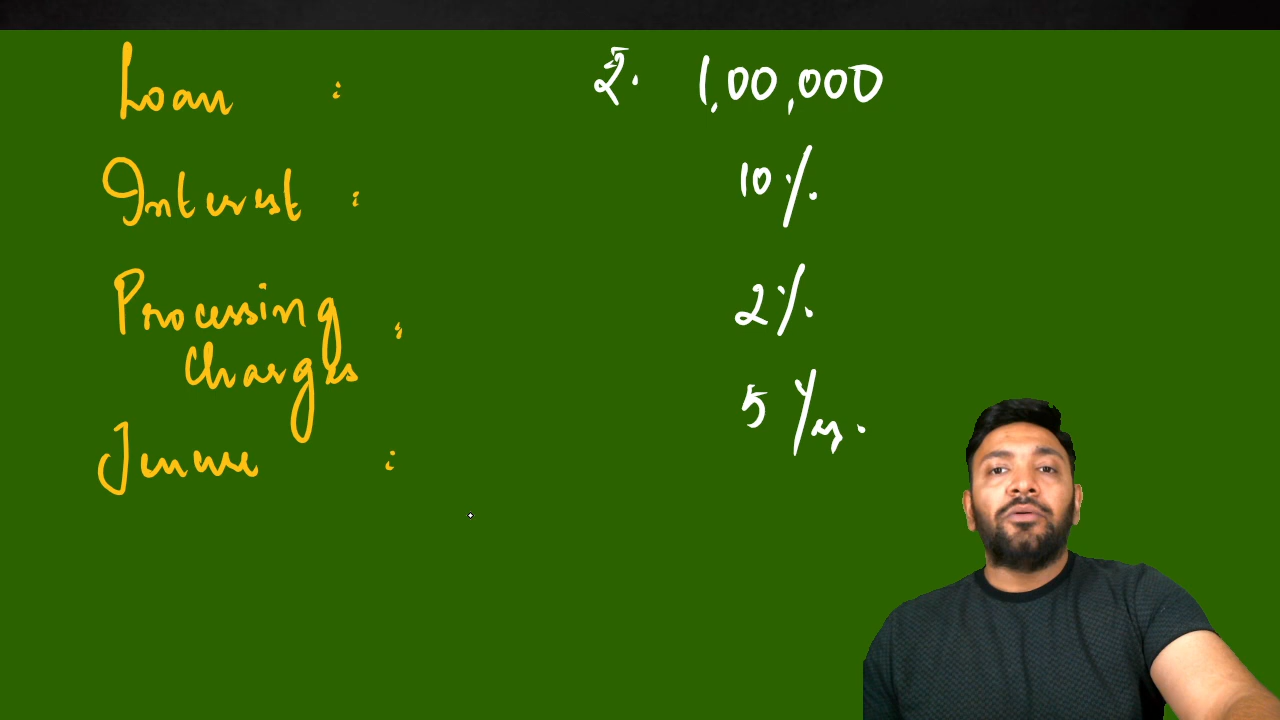 Loan : ₹. 1,00,000
Interest : 10%.
Processing Charges : 2%.
Tenure : 5 Yrs.